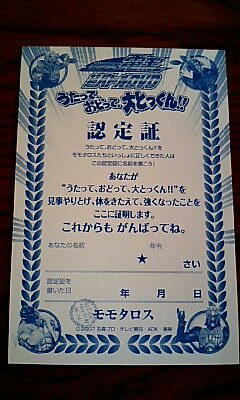 うたって、おどって、大とっくん!!
認定証
うたって、おどって、大とっくん!!を
モモタロスたちといっしょに正しくできた人は
この認定証に名前を書こう!
あなたが
"うたって、おどって、大とっくん!!"を
見事やりとげ、体をきたえて、強くなったことを
ここに証明します。
これからも がんばってね。
あなたの名前 年令
★ さい
認定証を
書いた日 年 月 日
モモタロス
©2007 石森プロ・テレビ朝日・ADK・東映